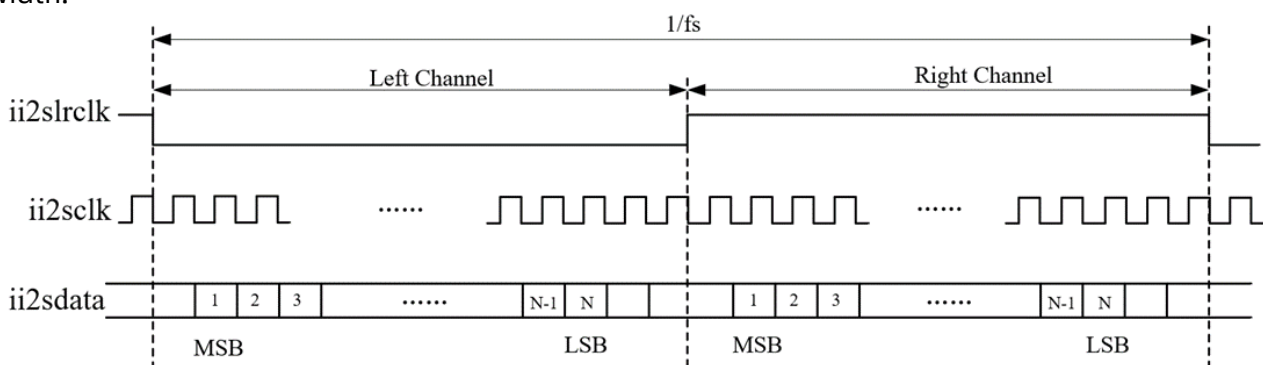 width.
1/fs
Left Channel
Right Channel
ii2slrclk
ii2sclk
......
......
ii2sdata
1 2 3 ...... N-1 N 1 2 3 ...... N-1 N
MSB LSB MSB LSB